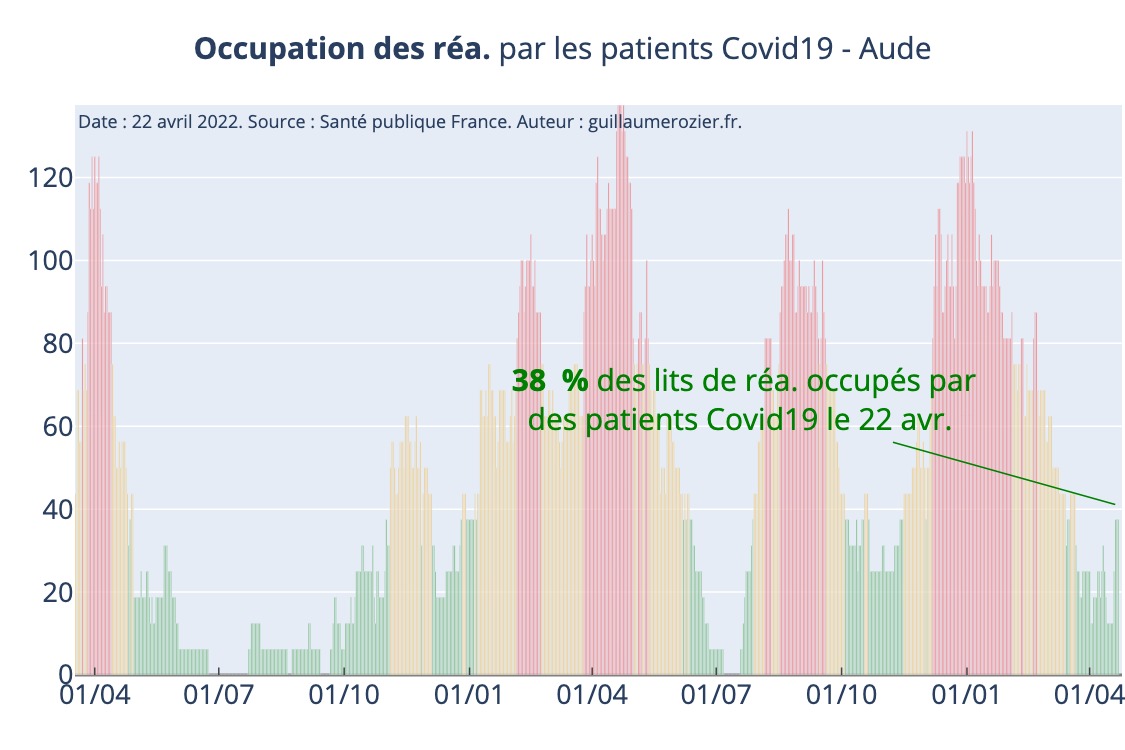 Occupation des réa. par les patients Covid19 - Aude
Date : 22 avril 2022. Source : Santé publique France. Auteur : guillaumerozier.fr.
120
100
80
60
40
20
0
38 % des lits de réa. occupés par
des patients Covid19 le 22 avr.
01/04 01/07 01/10 01/01 01/04 01/07 01/10 01/01 01/04